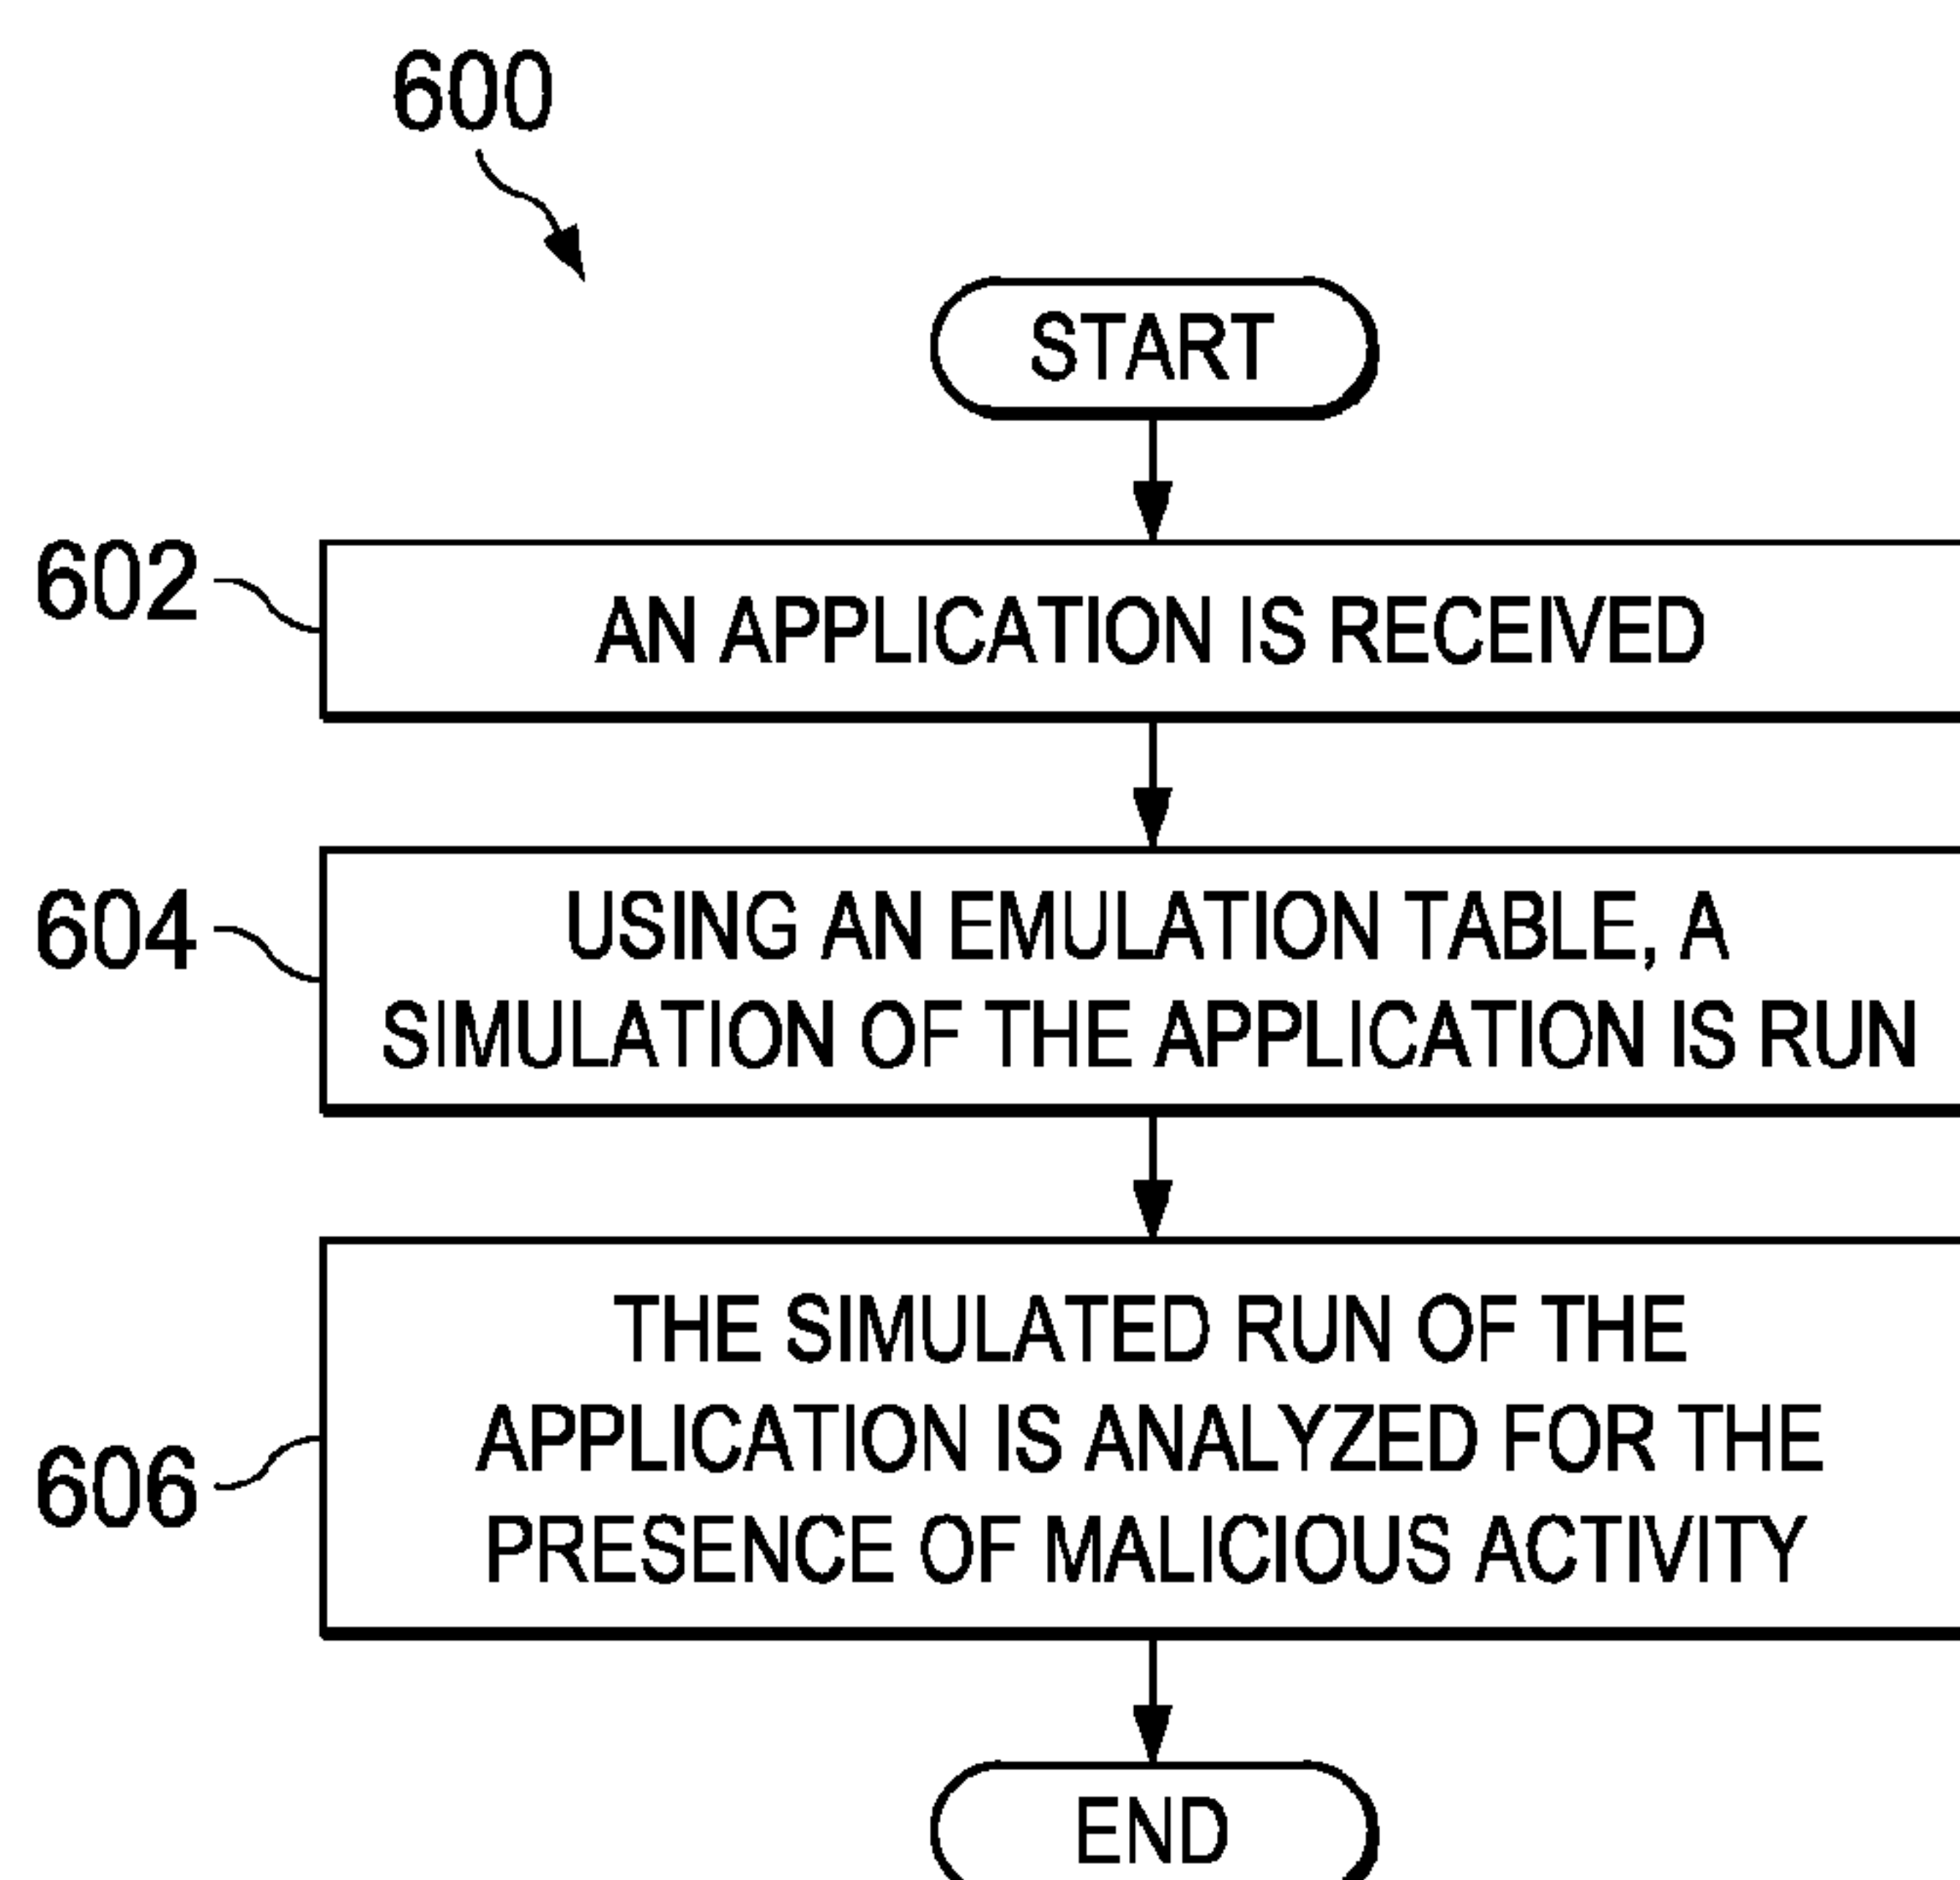 600
START
602
AN APPLICATION IS RECEIVED
604
USING AN EMULATION TABLE, A
SIMULATION OF THE APPLICATION IS RUN
606
THE SIMULATED RUN OF THE
APPLICATION IS ANALYZED FOR THE
PRESENCE OF MALICIOUS ACTIVITY
END